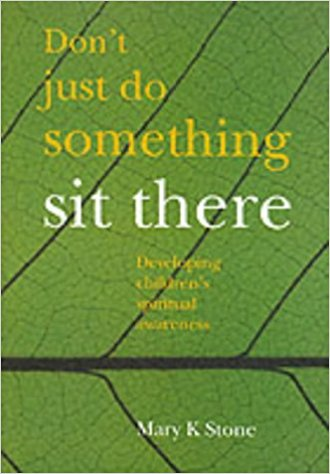 Don't
just do
something
sit there
Developing
children's
spiritual
awareness
Mary K Stone